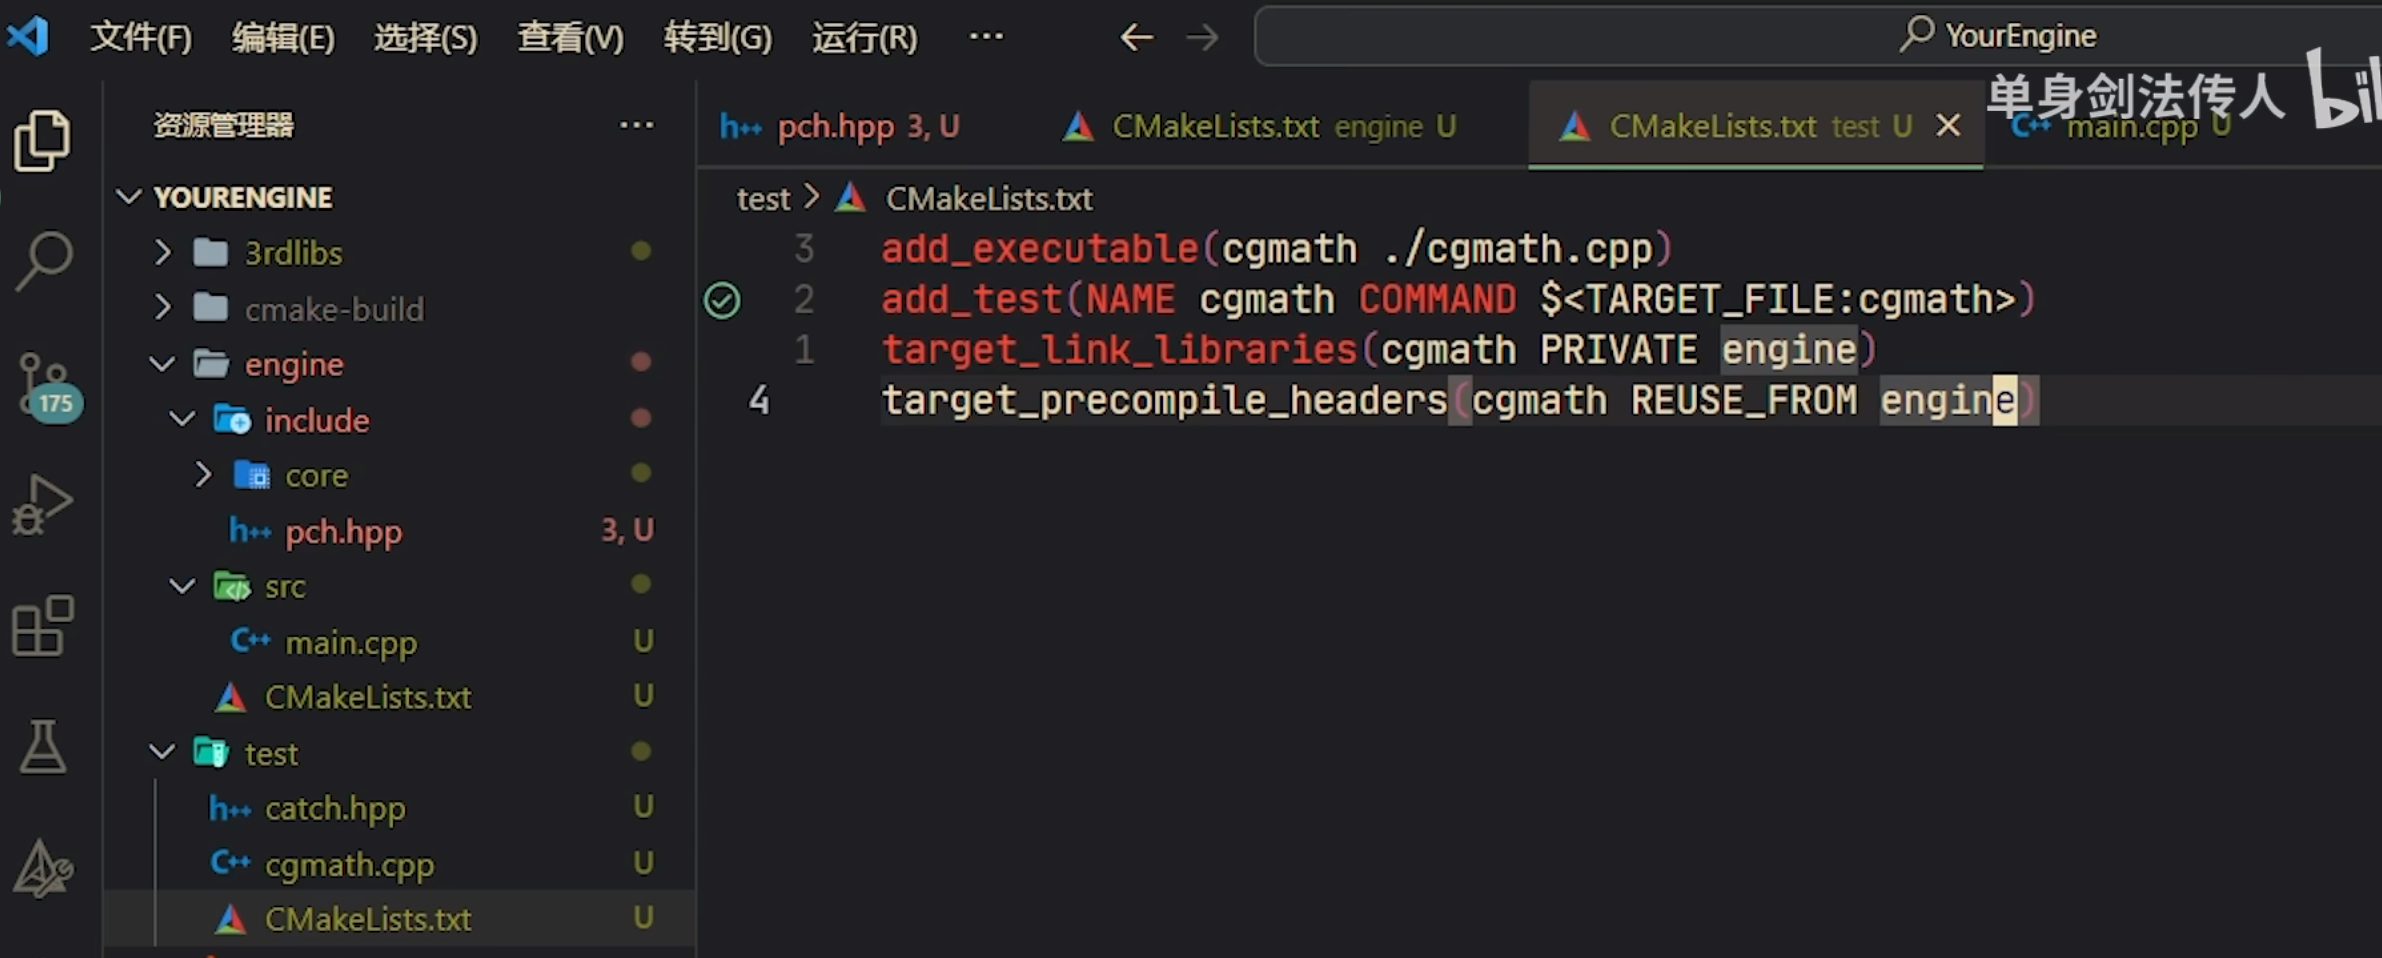 文件(F) 编辑(E) 选择(S) 查看(V) 转到(G) 运行(R) ··· YourEngine
单身剑法传人
资源管理器 ···
pch.hpp 3, U CMakeLists.txt engine U CMakeLists.txt test U main.cpp U
YOURENGINE
3rdlibs
cmake-build
engine
include
core
pch.hpp 3, U
src
main.cpp U
CMakeLists.txt U
test
catch.hpp U
cgmath.cpp U
CMakeLists.txt U
175
test > CMakeLists.txt
3 add_executable(cgmath ./cgmath.cpp)
2 add_test(NAME cgmath COMMAND $<TARGET_FILE:cgmath>)
1 target_link_libraries(cgmath PRIVATE engine)
4 target_precompile_headers(cgmath REUSE_FROM engine)